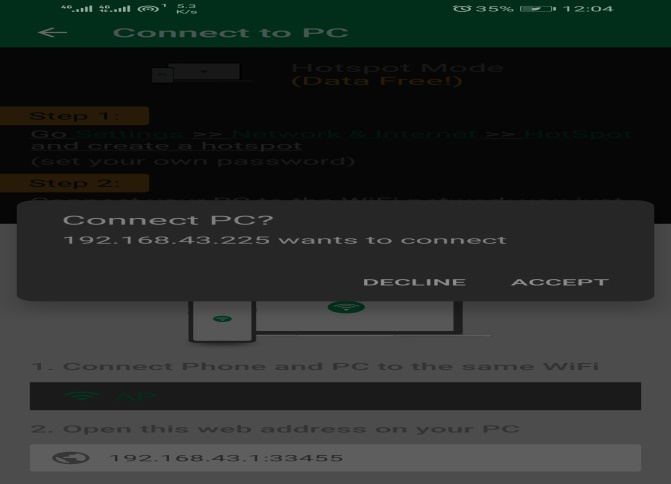 4G 4G 1 5.3 K/s 35% 12:04
Connect to PC
Hotspot Mode
(Data Free!)
Step 1:
Go Settings >> Network & Internet >> HotSpot
and create a hotspot
(set your own password)
Step 2:
Connect PC?
192.168.43.225 wants to connect
DECLINE ACCEPT
1. Connect Phone and PC to the same WiFi
AP
2. Open this web address on your PC
192.168.43.1:33455